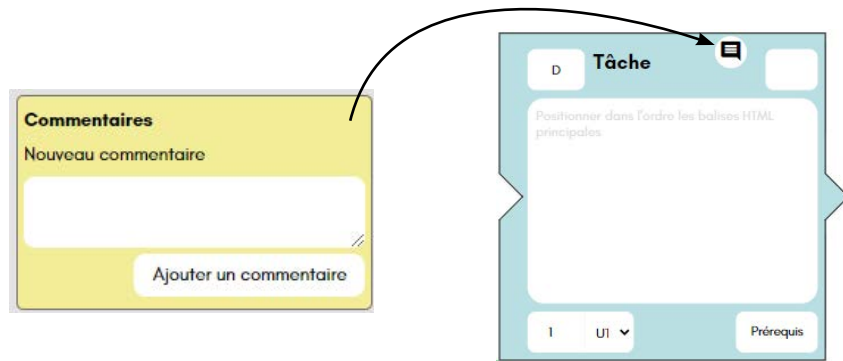 Commentaires
Nouveau commentaire
Ajouter un commentaire
D
Tâche
Positionner dans l'ordre les balises HTML
principales
1
U1
Prérequis